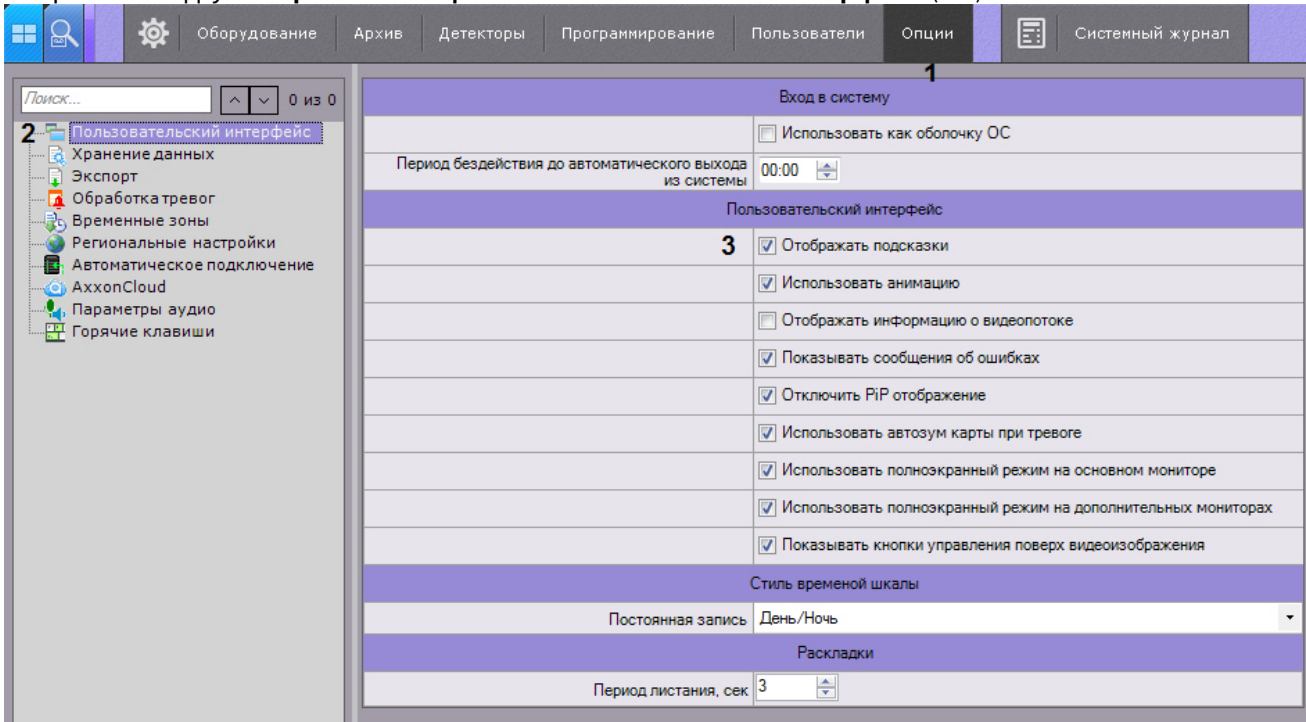 Оборудование Архив Детекторы Программирование Пользователи Опции Системный журнал
1
Поиск... 0 из 0
2 Пользовательский интерфейс
Хранение данных
Экспорт
Обработка тревог
Временные зоны
Региональные настройки
Автоматическое подключение
AxxonCloud
Параметры аудио
Горячие клавиши
Вход в систему
Использовать как оболочку ОС
Период бездействия до автоматического выхода
из системы 00:00
Пользовательский интерфейс
3 Отображать подсказки
Использовать анимацию
Отображать информацию о видеопотоке
Показывать сообщения об ошибках
Отключить PiP отображение
Использовать автозум карты при тревоге
Использовать полноэкранный режим на основном мониторе
Использовать полноэкранный режим на дополнительных мониторах
Показывать кнопки управления поверх видеоизображения
Стиль временой шкалы
Постоянная запись День/Ночь
Раскладки
Период листания, сек 3